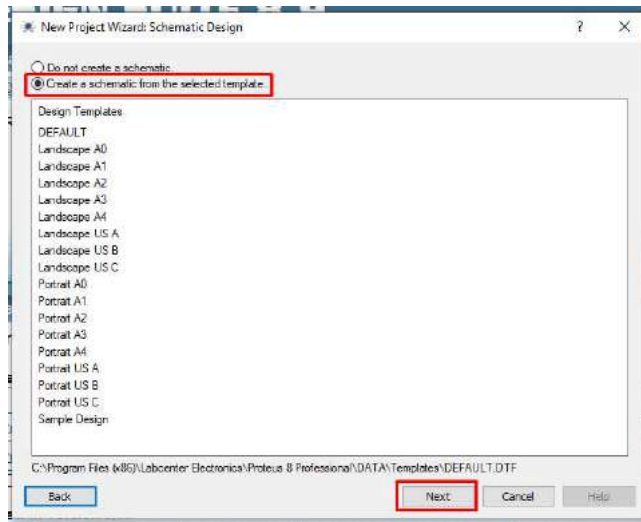 New Project Wizard: Schematic Design ? X
Do not create a schematic.
Create a schematic from the selected template.
Design Templates
DEFAULT
Landscape A0
Landscape A1
Landscape A2
Landscape A3
Landscape A4
Landscape US A
Landscape US B
Landscape US C
Portrait A0
Portrait A1
Portrait A2
Portrait A3
Portrait A4
Portrait US A
Portrait US B
Portrait US C
Sample Design
C:\Program Files (x86)\Labcenter Electronics\Proteus 8 Professional\DATA\Templates\DEFAULT.DTF
Back Next Cancel Help